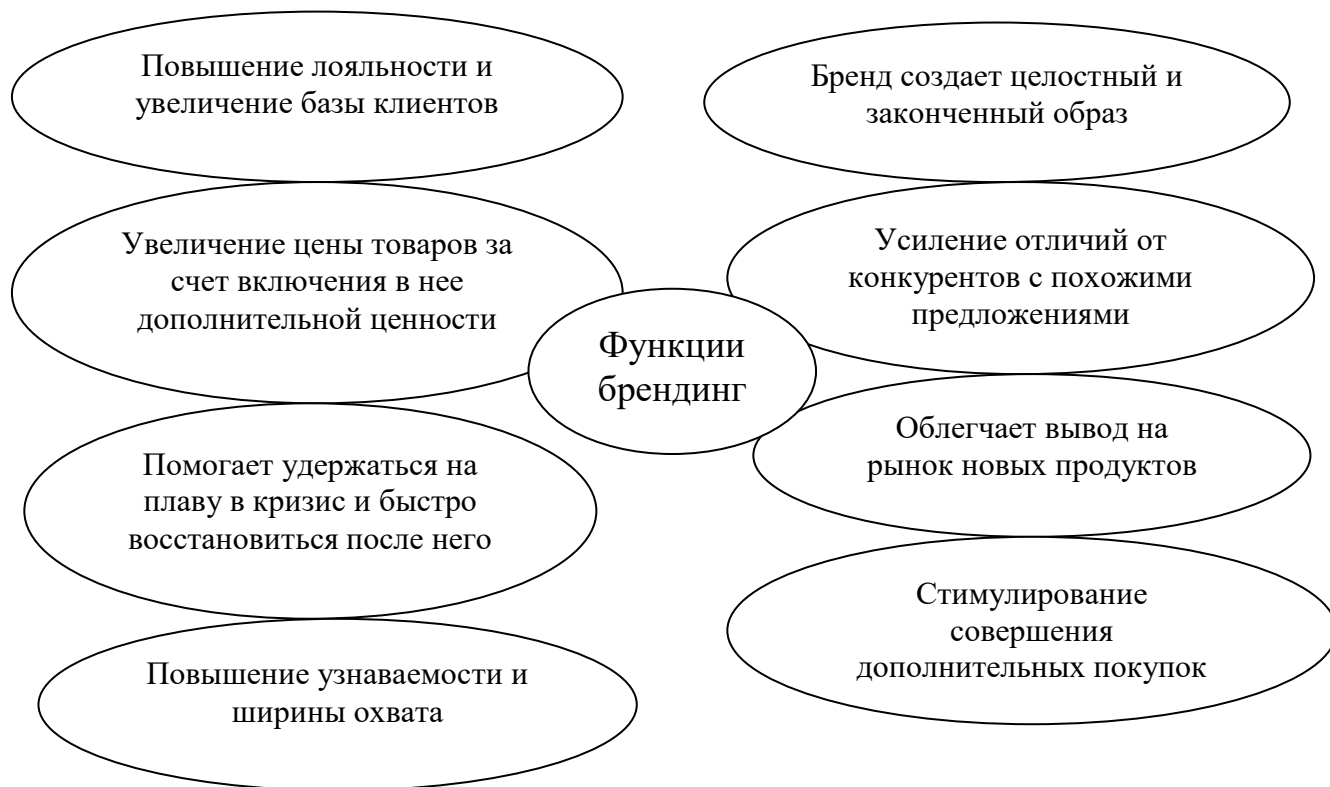 Повышение лояльности и
увеличение базы клиентов
Увеличение цены товаров за
счет включения в нее
дополнительной ценности
Помогает удержаться на
плаву в кризис и быстро
восстановиться после него
Повышение узнаваемости и
ширины охвата
Функции
брендинг
Бренд создает целостный и
законченный образ
Усиление отличий от
конкурентов с похожими
предложениями
Облегчает вывод на
рынок новых продуктов
Стимулирование
совершения
дополнительных покупок